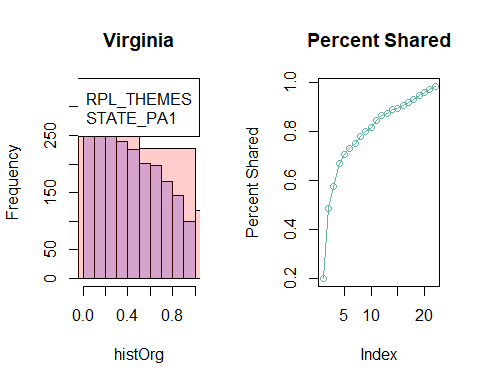 Virginia
RPL_THEMES
STATE_PA1
Frequency
0
50
150
250
0.0
0.4
0.8
histOrg
Percent Shared
Percent Shared
0.2
0.4
0.6
0.8
1.0
5
10
20
Index